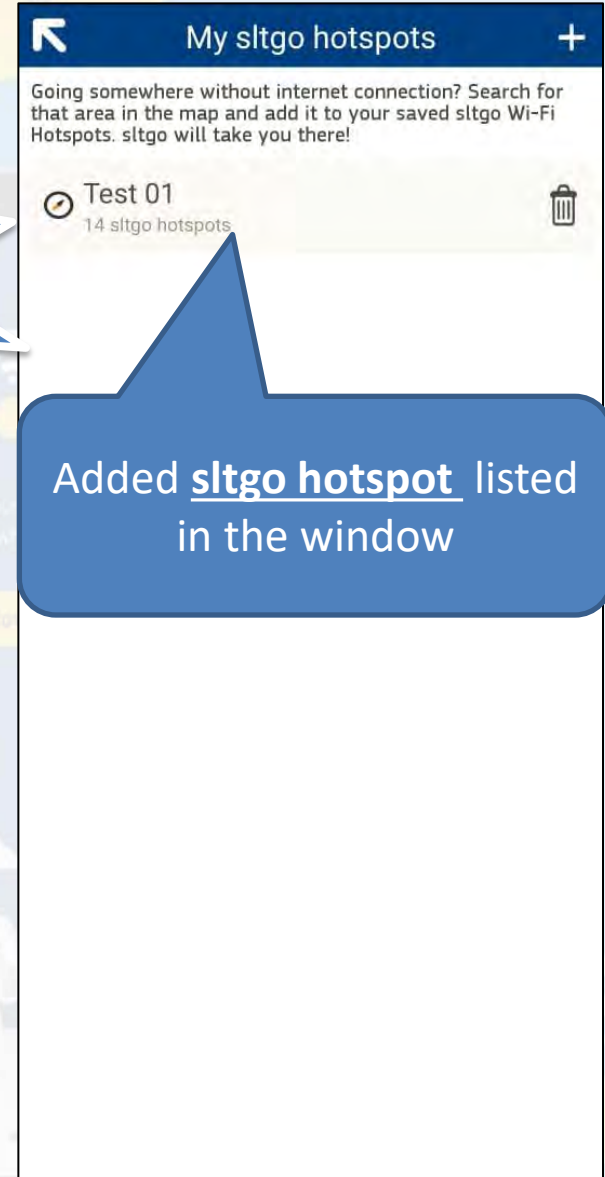 My sltgo hotspots +
Going somewhere without internet connection? Search for
that area in the map and add it to your saved sltgo Wi-Fi
Hotspots. sltgo will take you there!
Test 01
14 sltgo hotspots
Added sltgo hotspot listed
in the window